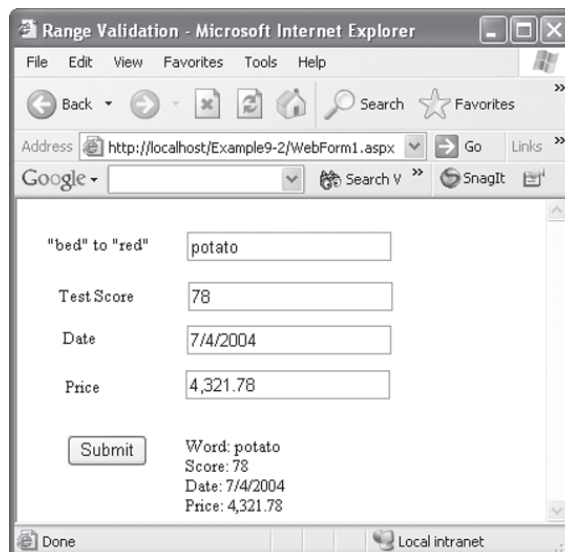 Range Validation - Microsoft Internet Explorer
File Edit View Favorites Tools Help
Back Search Favorites »
Address http://localhost/Example9-2/WebForm1.aspx Go Links »
Google Search V » SnagIt
"bed" to "red" potato
Test Score 78
Date 7/4/2004
Price 4,321.78
Submit Word: potato
Score: 78
Date: 7/4/2004
Price: 4,321.78
Done Local intranet